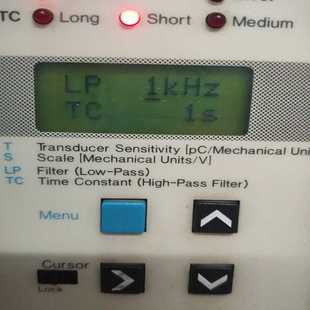 TC Long Short Medium
LP 1kHz
TC 1s
T Transducer Sensitivity [pC/Mechanical Uni
S Scale [Mechanical Units/V]
LP Filter (Low-Pass)
TC Time Constant (High-Pass Filter)
Menu
Cursor
Lock